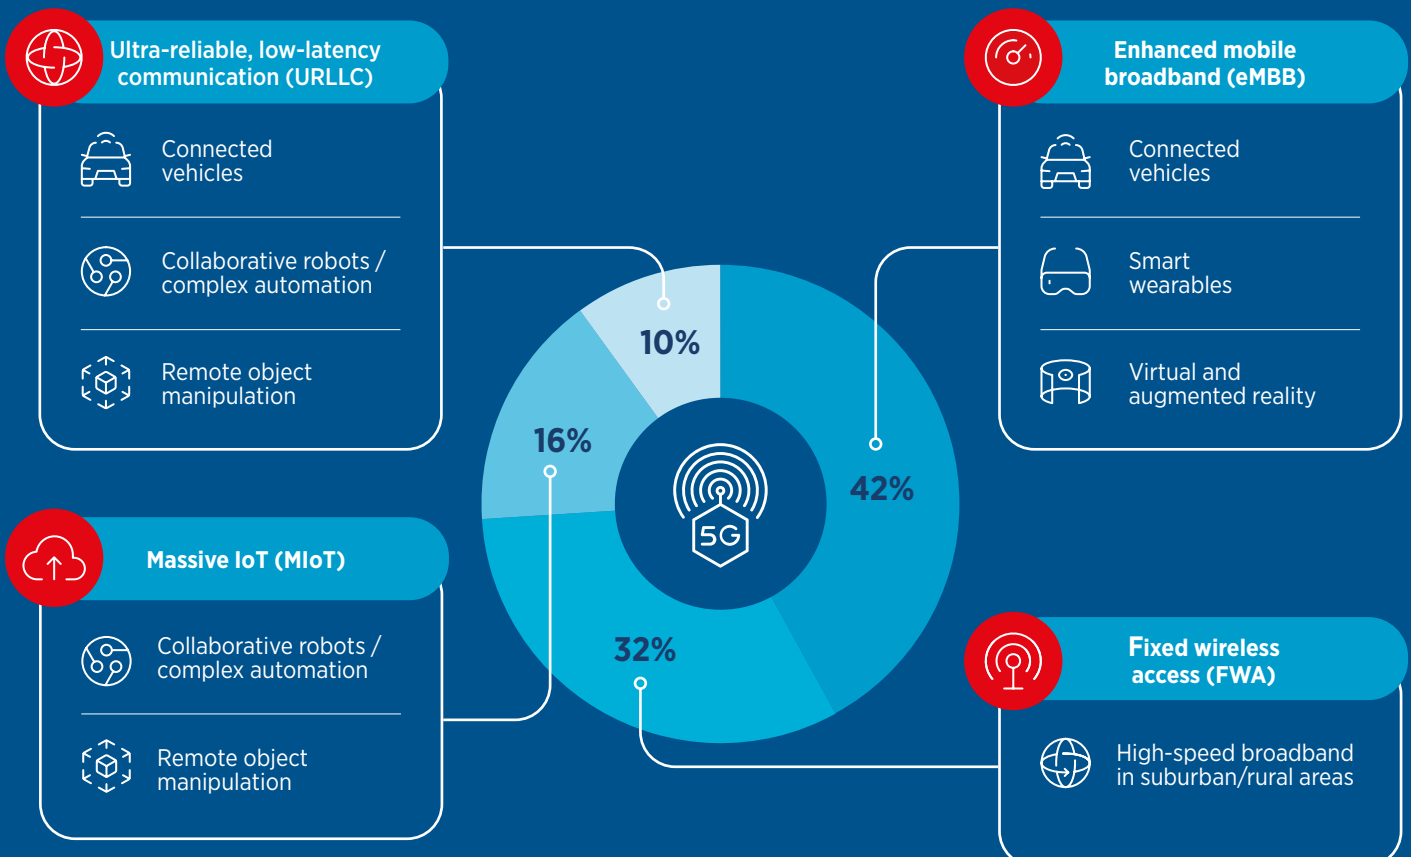 Ultra-reliable, low-latency
communication (URLLC)
Connected
vehicles
Collaborative robots /
complex automation
Remote object
manipulation
Enhanced mobile
broadband (eMBB)
Connected
vehicles
Smart
wearables
Virtual and
augmented reality
10%
16%
42%
32%
5G
Massive IoT (MIoT)
Collaborative robots /
complex automation
Remote object
manipulation
Fixed wireless
access (FWA)
High-speed broadband
in suburban/rural areas